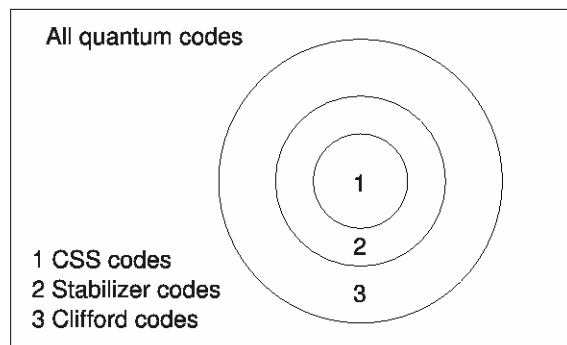 All quantum codes
1
2
3
1 CSS codes
2 Stabilizer codes
3 Clifford codes